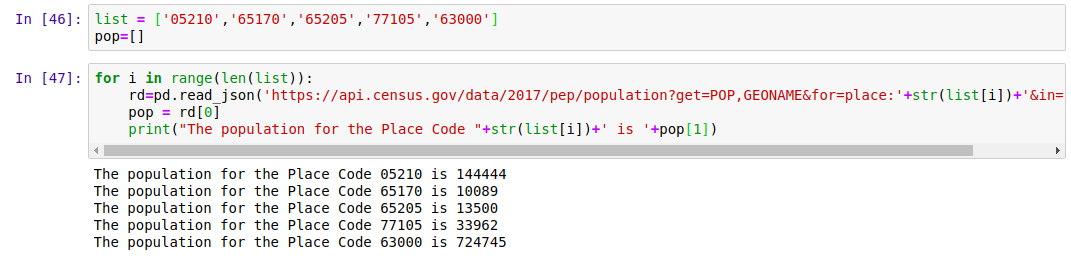 In [46]: list = ['05210','65170','65205','77105','63000']
pop=[]
In [47]: for i in range(len(list)):
rd=pd.read_json('https://api.census.gov/data/2017/pep/population?get=POP,GEONAME&for=place:'+str(list[i])+'&in=
pop = rd[0]
print("The population for the Place Code "+str(list[i])+' is '+pop[1])
The population for the Place Code 05210 is 144444
The population for the Place Code 65170 is 10089
The population for the Place Code 65205 is 13500
The population for the Place Code 77105 is 33962
The population for the Place Code 63000 is 724745